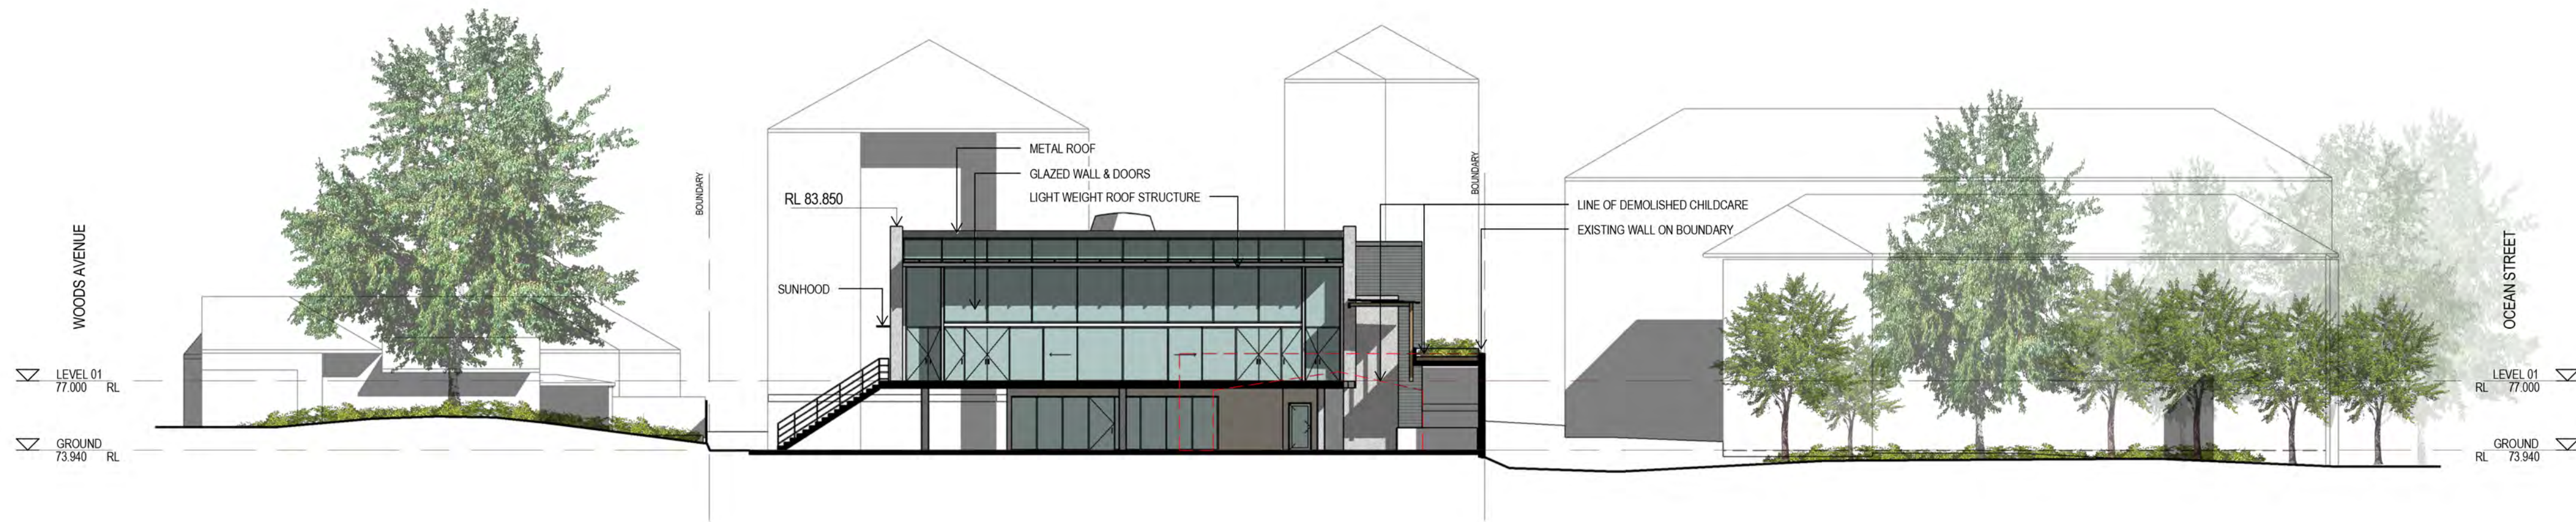 METAL ROOF
BOUNDARY
BOUNDARY
GLAZED WALL & DOORS
RL 83.850
LIGHT WEIGHT ROOF STRUCTURE
LINE OF DEMOLISHED CHILDCARE
EXISTING WALL ON BOUNDARY
WOODS AVENUE
OCEAN STREET
SUNHOOD
LEVEL 01
77.000 RL
LEVEL 01
RL 77.000
GROUND
73.940 RL
GROUND
RL 73.940